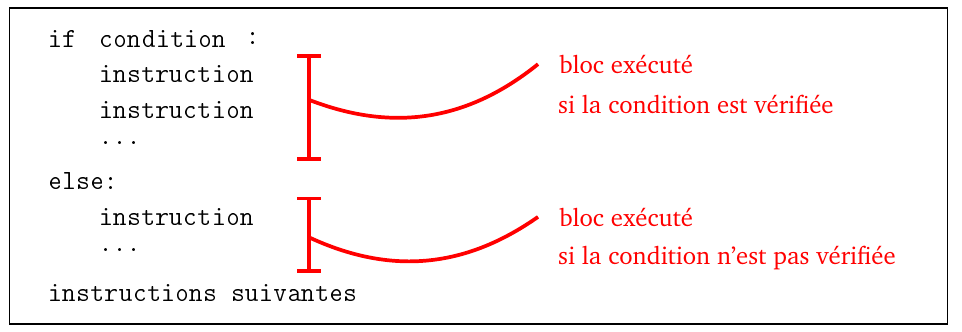 if condition :
instruction
instruction
...
bloc exécuté
si la condition est vérifiée
else:
instruction
...
bloc exécuté
si la condition n'est pas vérifiée
instructions suivantes